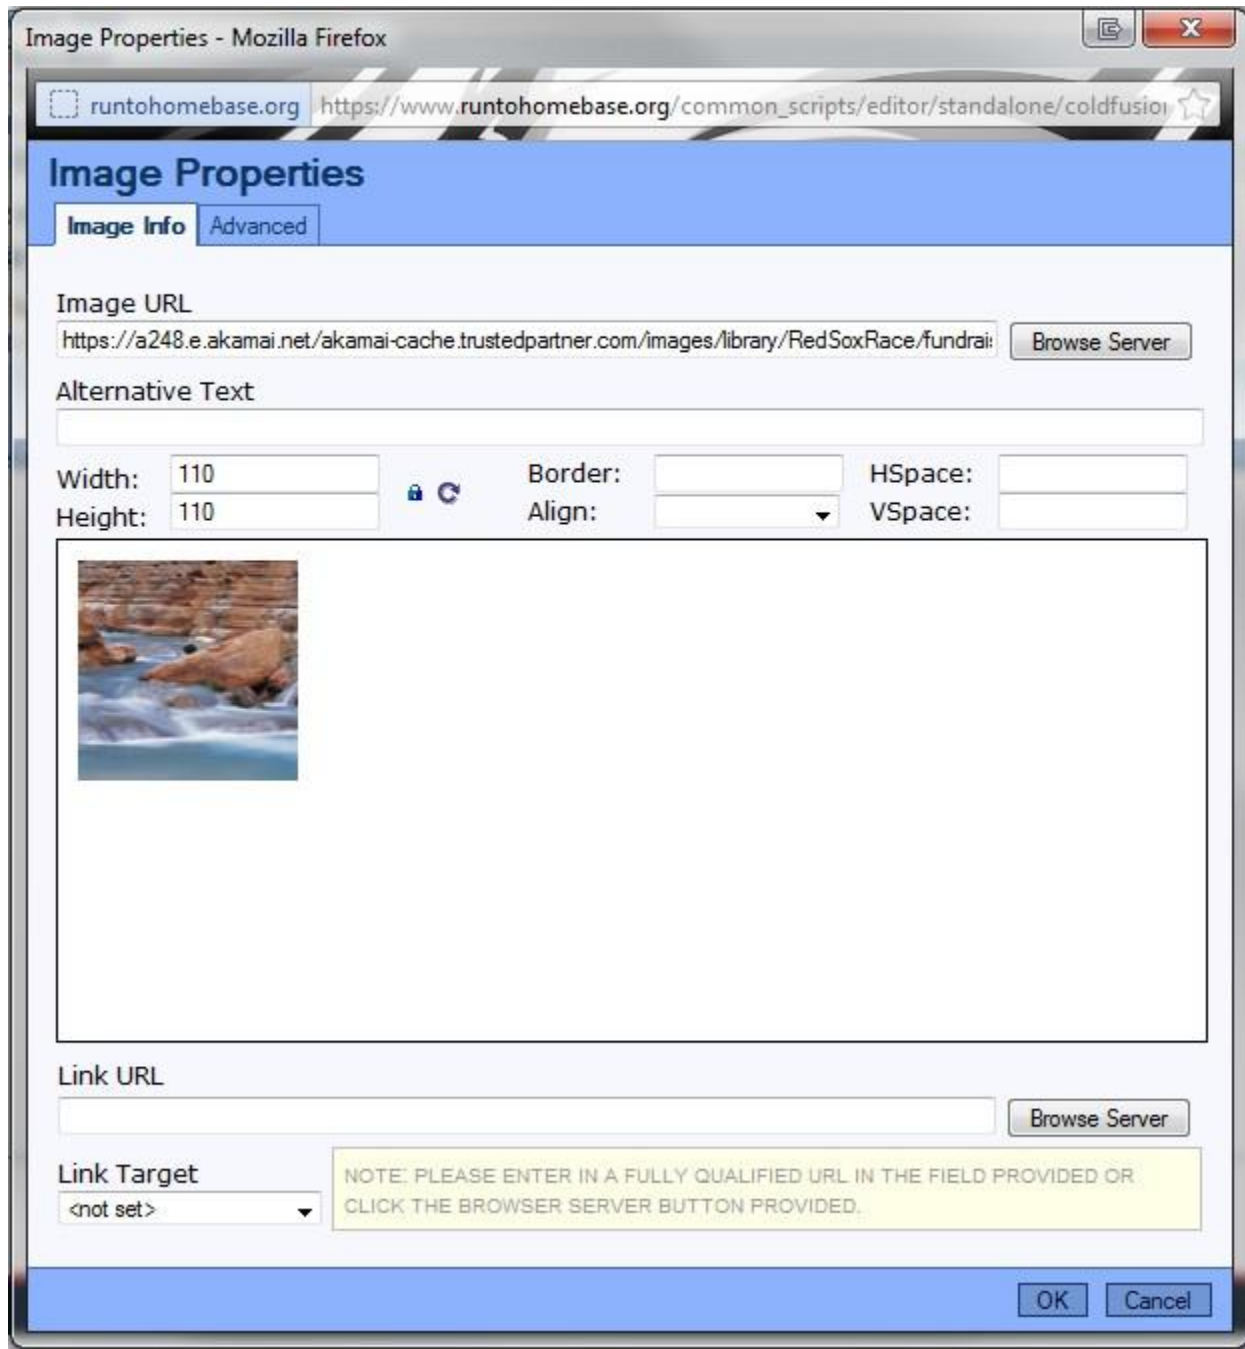 Image Properties - Mozilla Firefox
runtohomebase.org https://www.runtohomebase.org/common_scripts/editor/standalone/coldfusion
Image Properties
Image Info Advanced
Image URL
https://a248.e.akamai.net/akamai-cache.trustedpartner.com/images/library/RedSoxRace/fundrai Browse Server
Alternative Text
Width: 110 Border: HSpace:
Height: 110 Align: VSpace:
Link URL
Browse Server
Link Target
<not set>
NOTE: PLEASE ENTER IN A FULLY QUALIFIED URL IN THE FIELD PROVIDED OR
CLICK THE BROWSER SERVER BUTTON PROVIDED.
OK Cancel